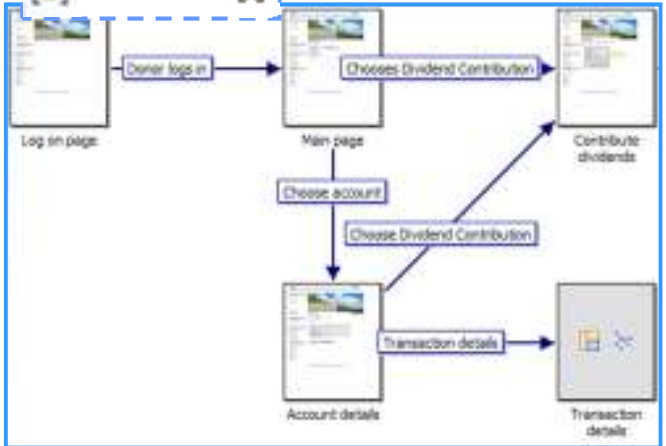 Donor logs in
Chooses Dividend Contribution
Log on page
Main page
Contribute
dividends
Choose account
Choose Dividend Contribution
Transaction details
Account details
Transaction
details